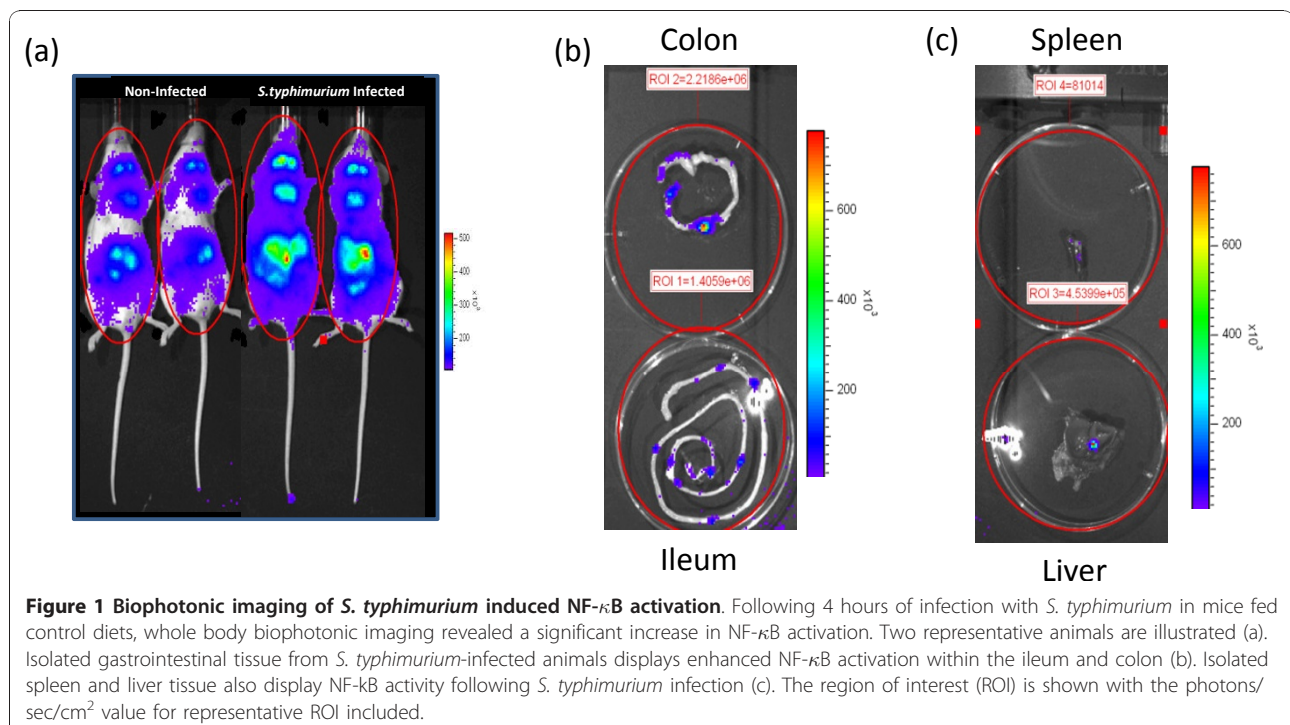 (a)
Non-Infected
S.typhimurium Infected
500
400
300
200
100
(b)
Colon
ROI 2=2.2186e+06
ROI 1=1.4059e+06
600
400
200
x10³
Ileum
(c)
Spleen
ROI 4=81014
ROI 3=4.5399e+05
600
400
200
x10³
Liver
Figure 1 Biophotonic imaging of S. typhimurium induced NF-κB activation. Following 4 hours of infection with S. typhimurium in mice fed
control diets, whole body biophotonic imaging revealed a significant increase in NF-κB activation. Two representative animals are illustrated (a).
Isolated gastrointestinal tissue from S. typhimurium-infected animals displays enhanced NF-κB activation within the ileum and colon (b). Isolated
spleen and liver tissue also display NF-kB activity following S. typhimurium infection (c). The region of interest (ROI) is shown with the photons/
sec/cm² value for representative ROI included.